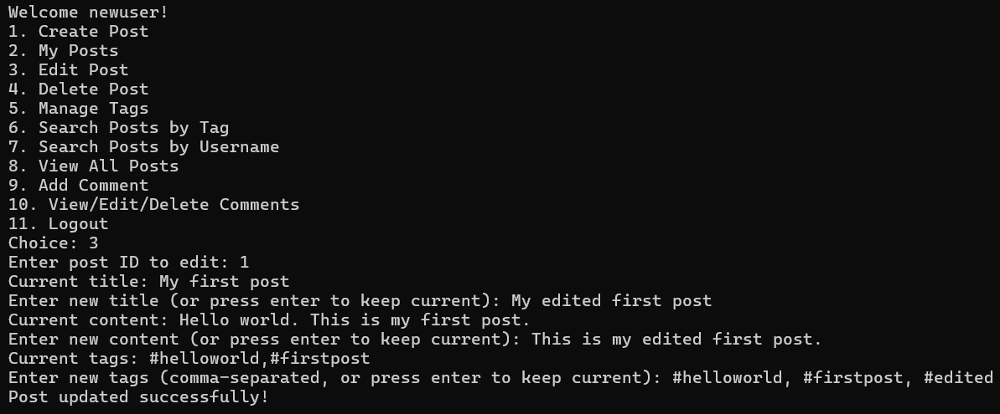 Welcome newuser!
1. Create Post
2. My Posts
3. Edit Post
4. Delete Post
5. Manage Tags
6. Search Posts by Tag
7. Search Posts by Username
8. View All Posts
9. Add Comment
10. View/Edit/Delete Comments
11. Logout
Choice: 3
Enter post ID to edit: 1
Current title: My first post
Enter new title (or press enter to keep current): My edited first post
Current content: Hello world. This is my first post.
Enter new content (or press enter to keep current): This is my edited first post.
Current tags: #helloworld,#firstpost
Enter new tags (comma-separated, or press enter to keep current): #helloworld, #firstpost, #edited
Post updated successfully!